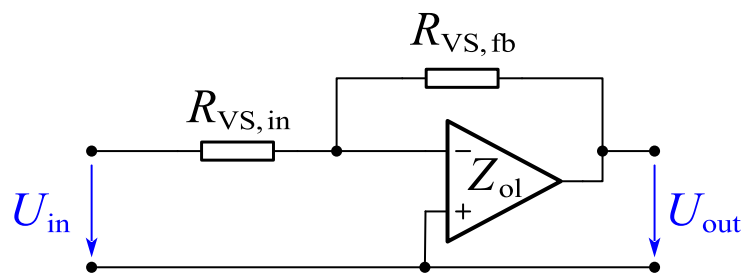 R_VS,fb
R_VS,in
−
Z_ol
+
U_in
U_out